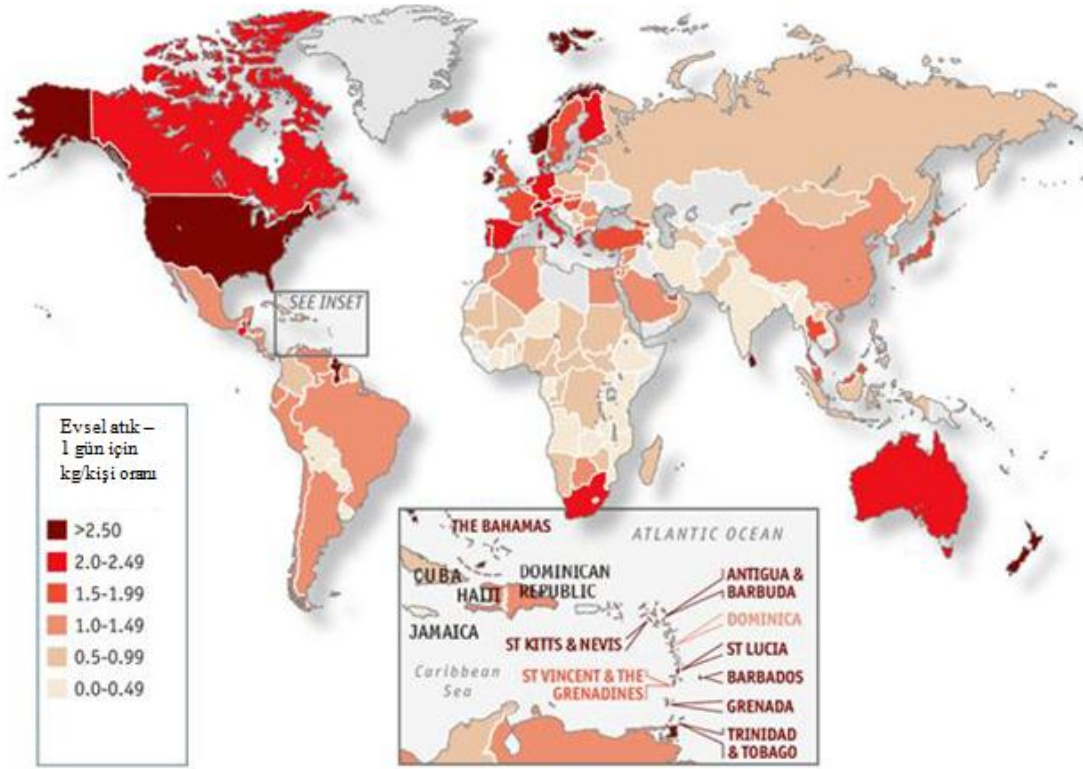 SEE INSET
Evsel atık –
1 gün için
kg/kişi oranı
>2.50
2.0-2.49
1.5-1.99
1.0-1.49
0.5-0.99
0.0-0.49
THE BAHAMAS
ATLANTIC OCEAN
CUBA
HAIJI
DOMINICAN
REPUBLIC
JAMAICA
ANTIGUA &
BARBUDA
DOMINICA
ST KITTS & NEVIS
ST LUCIA
Caribbean
Sea
ST VINCENT & THE
GRENADINES
BARBADOS
GRENADA
TRINIDAD
& TOBAGO